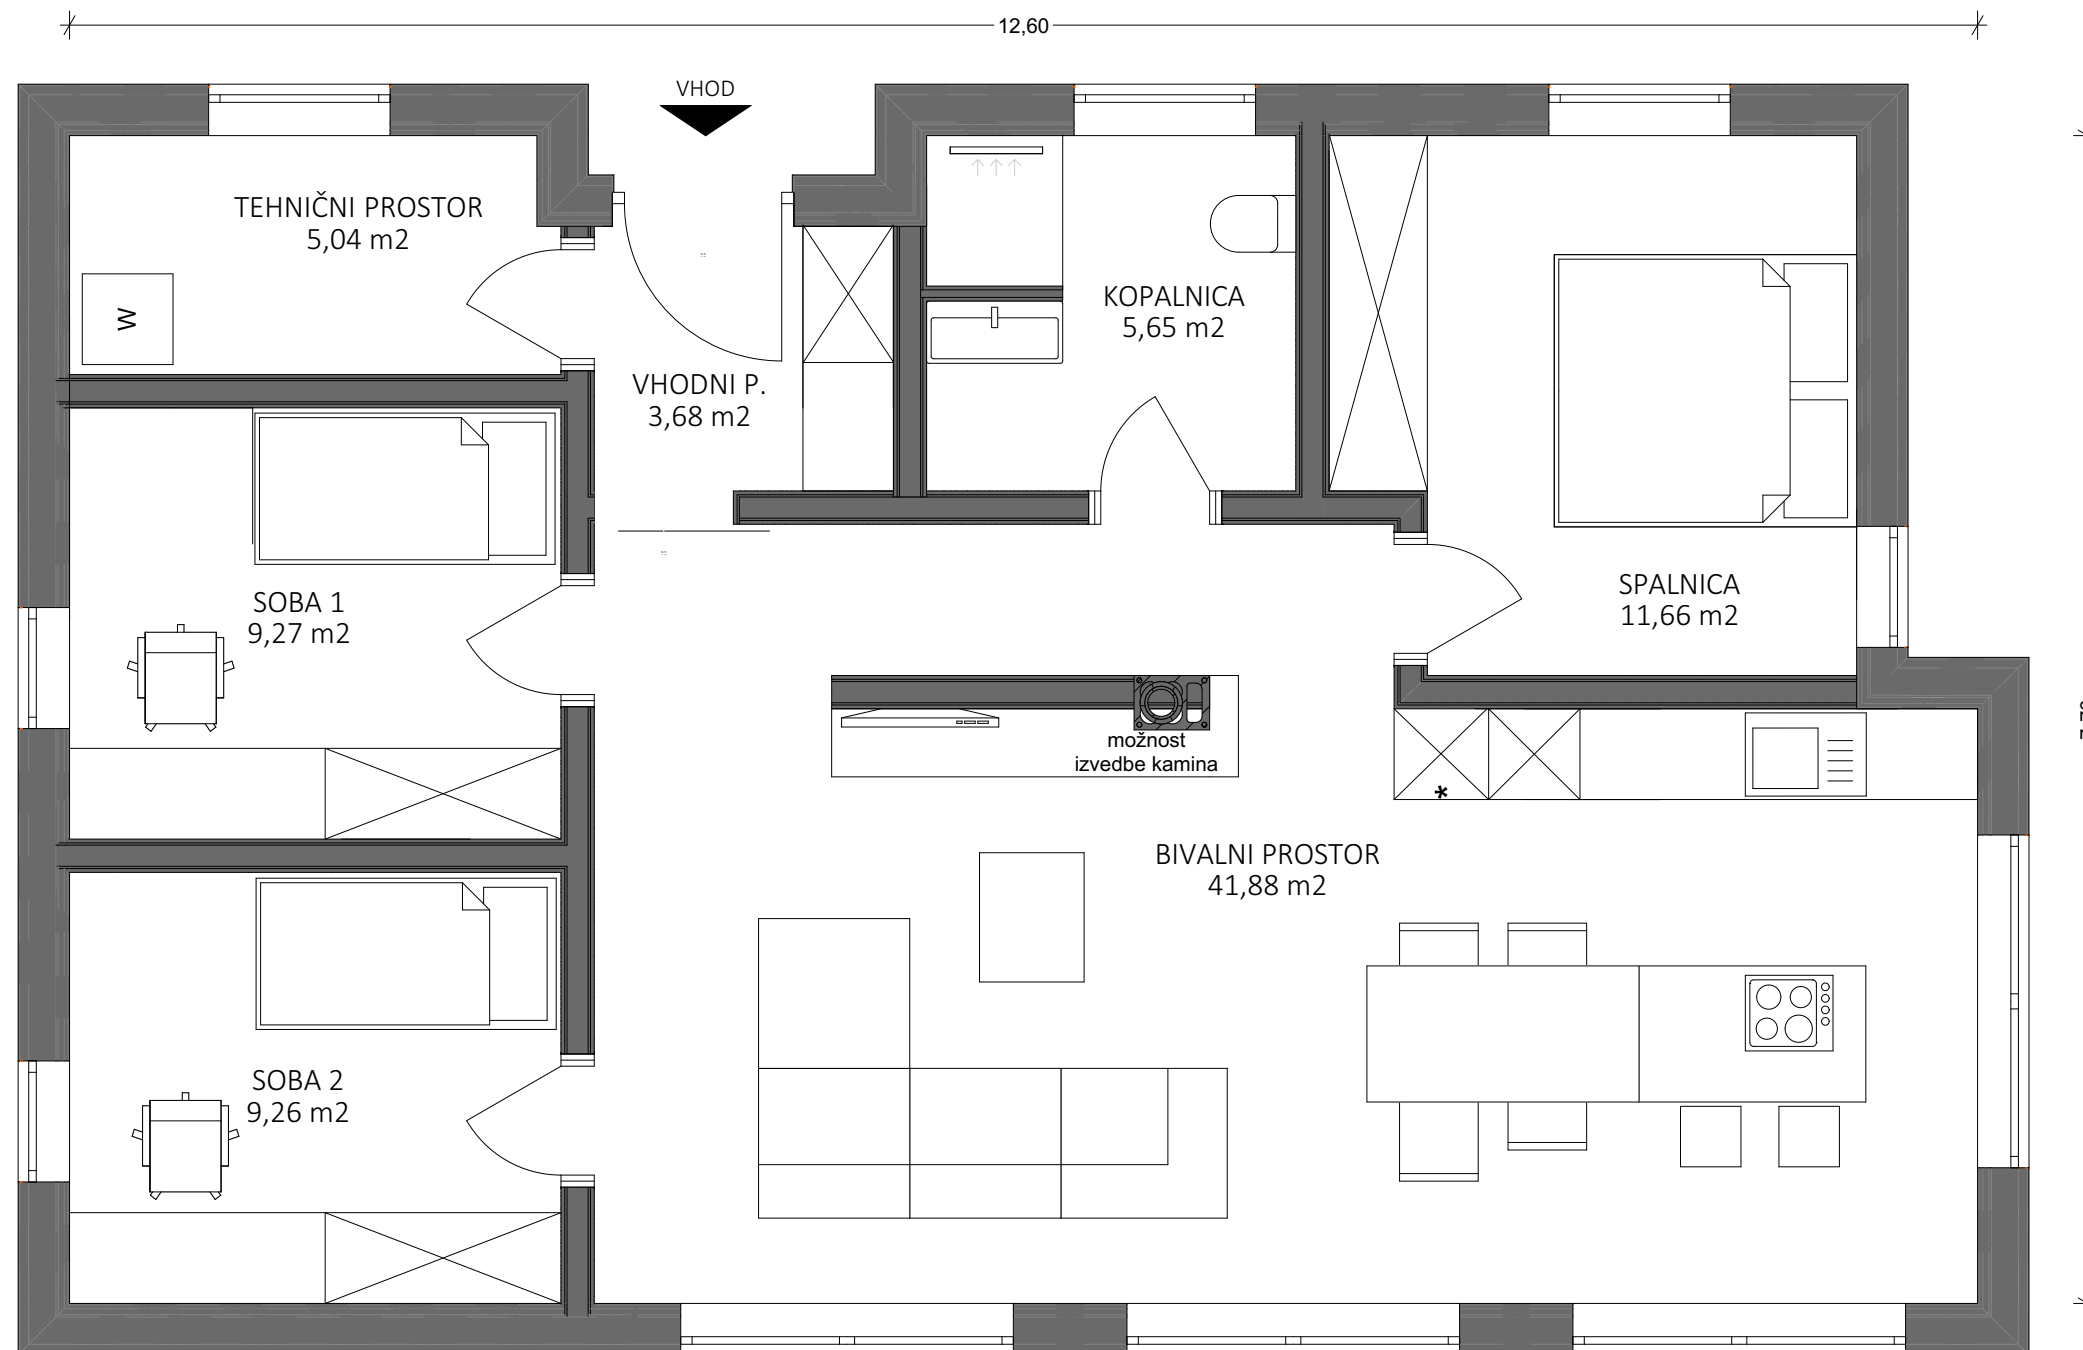 12,60
VHOD
TEHNIČNI PROSTOR
5,04 m2
W
KOPALNICA
5,65 m2
VHODNI P.
3,68 m2
SOBA 1
9,27 m2
SPALNICA
11,66 m2
možnost
izvedbe kamina
*
BIVALNI PROSTOR
41,88 m2
SOBA 2
9,26 m2